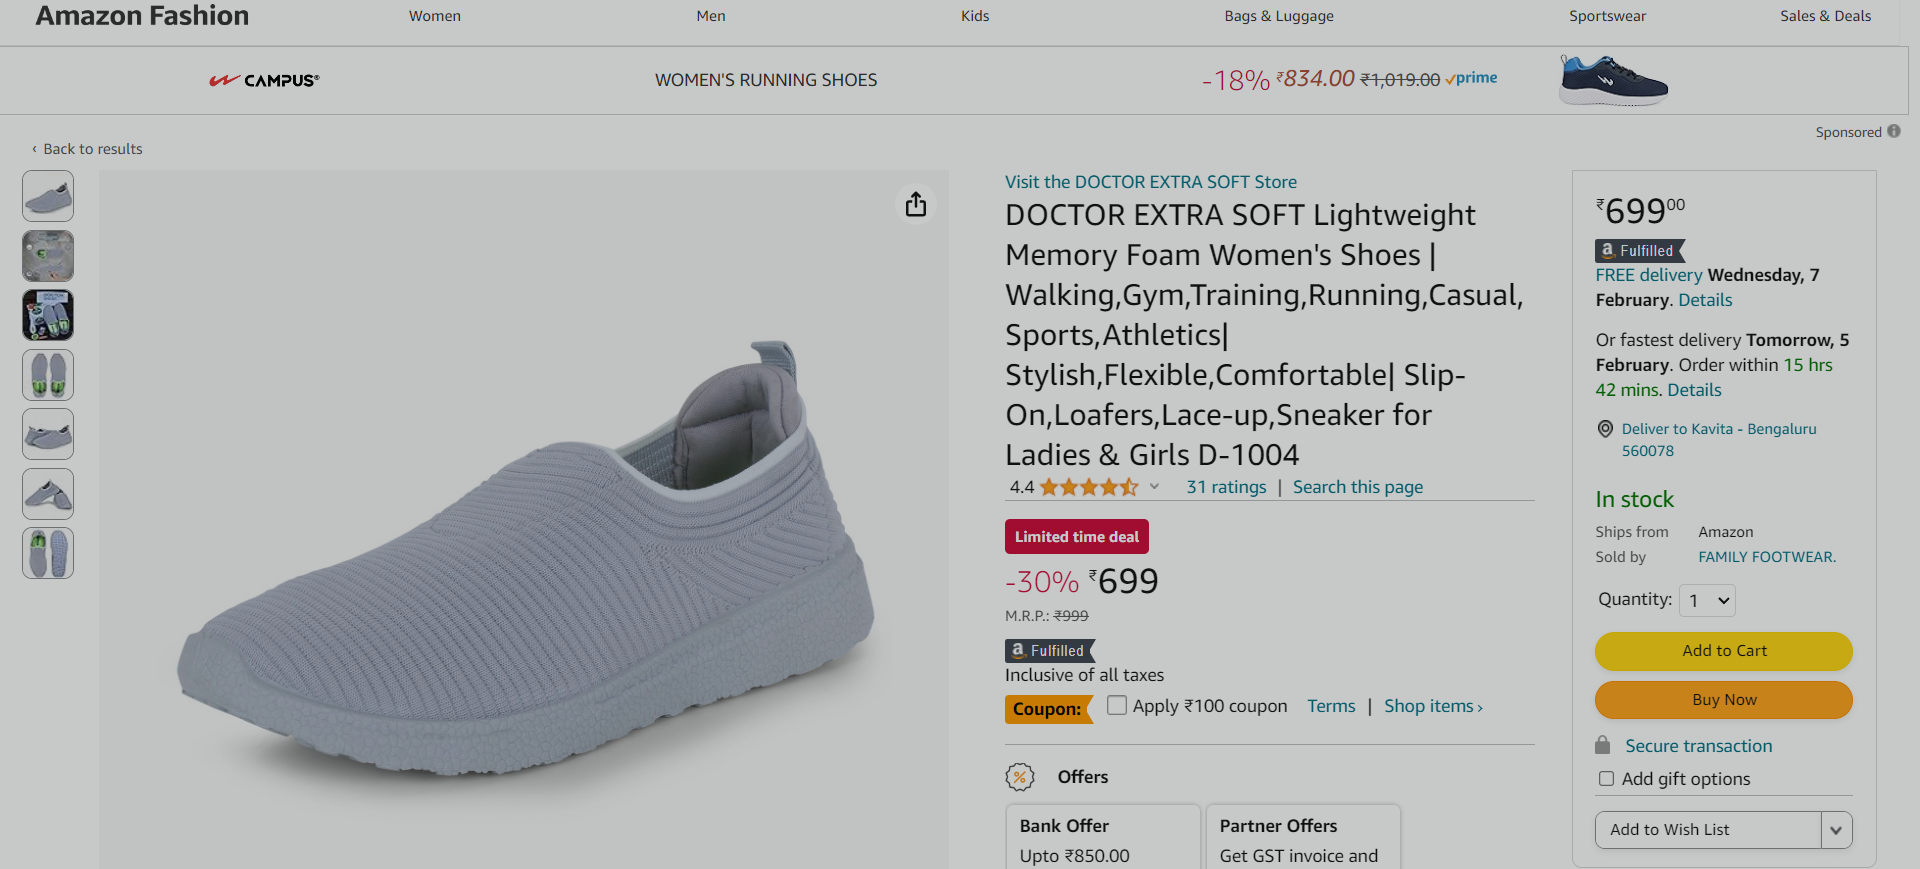 Amazon Fashion
Women
Men
Kids
Bags & Luggage
Sportswear
Sales & Deals
CAMPUS®
WOMEN'S RUNNING SHOES
-18% ₹834.00 ₹1,019.00 prime
Sponsored
‹ Back to results
Visit the DOCTOR EXTRA SOFT Store
DOCTOR EXTRA SOFT Lightweight
Memory Foam Women's Shoes |
Walking,Gym,Training,Running,Casual,
Sports,Athletics|
Stylish,Flexible,Comfortable| Slip-
On,Loafers,Lace-up,Sneaker for
Ladies & Girls D-1004
4.4
31 ratings | Search this page
Limited time deal
-30% ₹699
M.R.P.: ₹999
a Fulfilled
Inclusive of all taxes
Coupon: Apply ₹100 coupon Terms | Shop items ›
% Offers
Bank Offer
Upto ₹850.00
Partner Offers
Get GST invoice and
₹69900
a Fulfilled
FREE delivery Wednesday, 7
February. Details
Or fastest delivery Tomorrow, 5
February. Order within 15 hrs
42 mins. Details
Deliver to Kavita - Bengaluru
560078
In stock
Ships from Amazon
Sold by FAMILY FOOTWEAR.
Quantity: 1
Add to Cart
Buy Now
Secure transaction
Add gift options
Add to Wish List